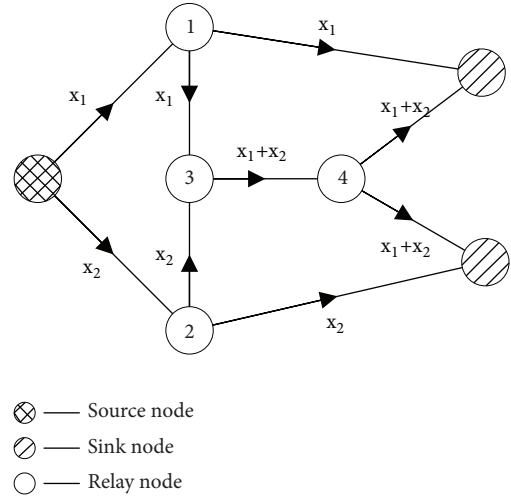 1
x₁
x₁
x₁
x₁+x₂
x₁+x₂
3
4
x₂
x₂
x₁+x₂
2
x₂
Source node
Sink node
Relay node